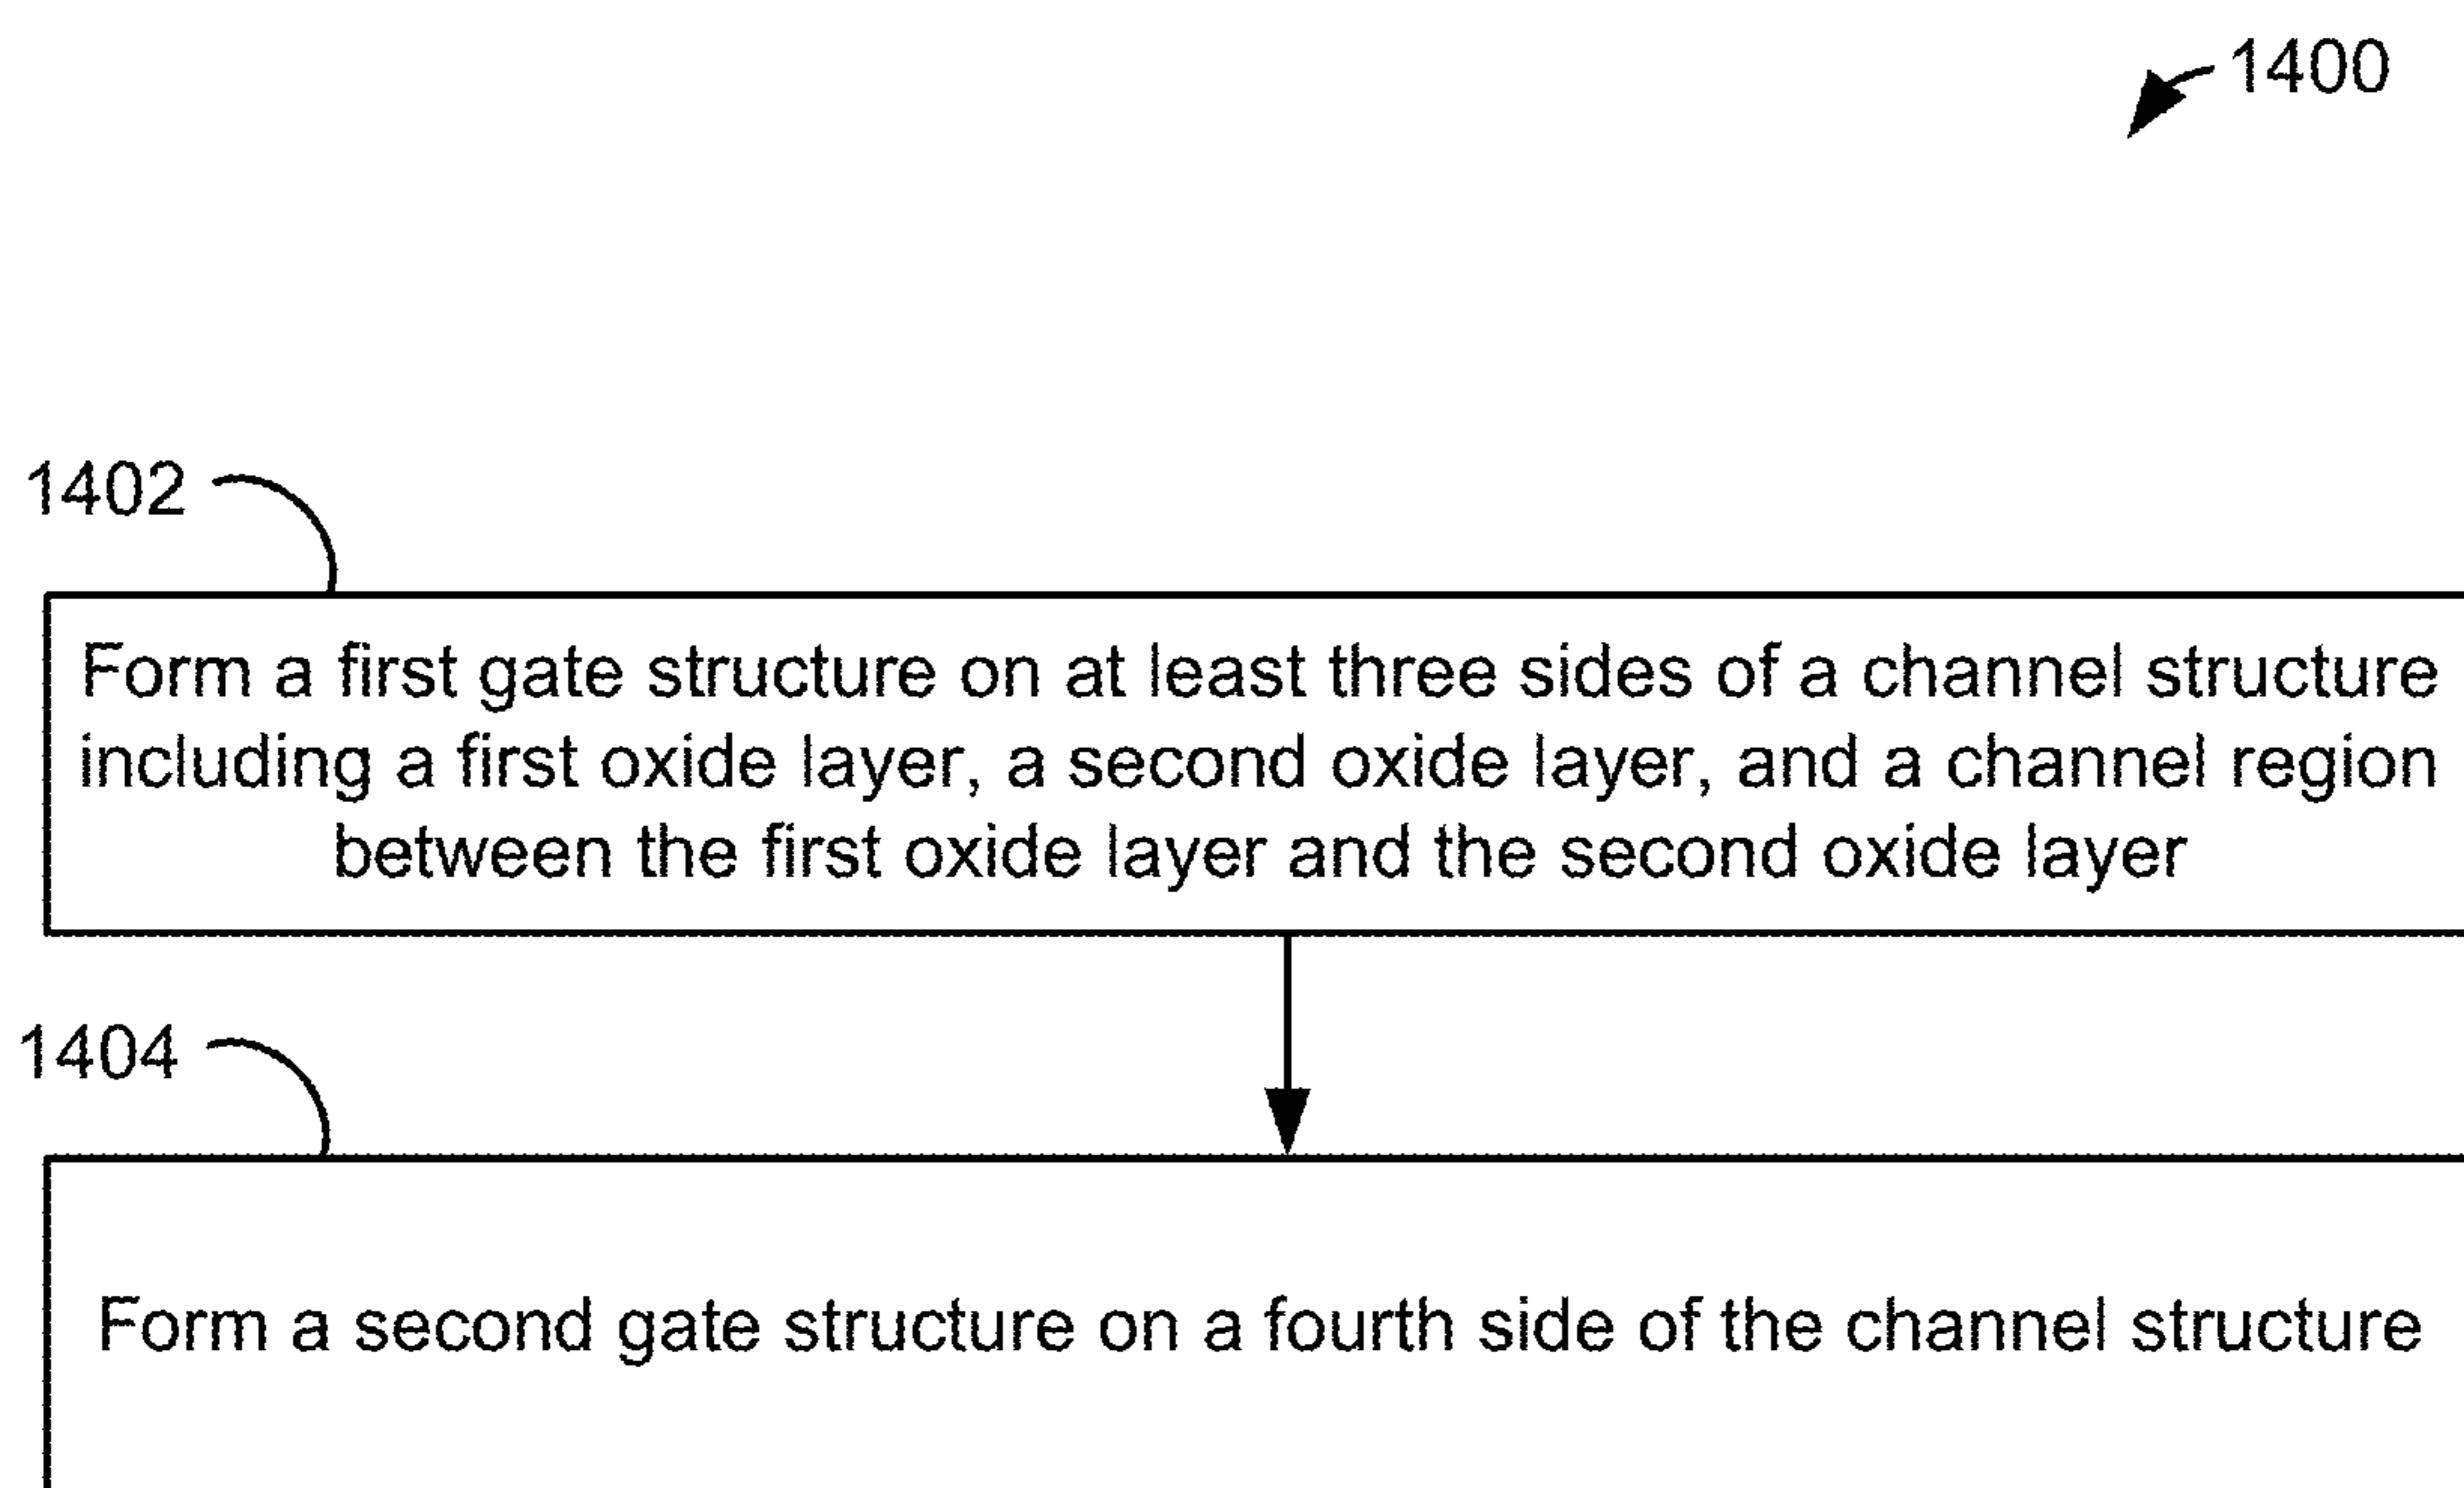 1400
1402
Form a first gate structure on at least three sides of a channel structure
including a first oxide layer, a second oxide layer, and a channel region
between the first oxide layer and the second oxide layer
1404
Form a second gate structure on a fourth side of the channel structure